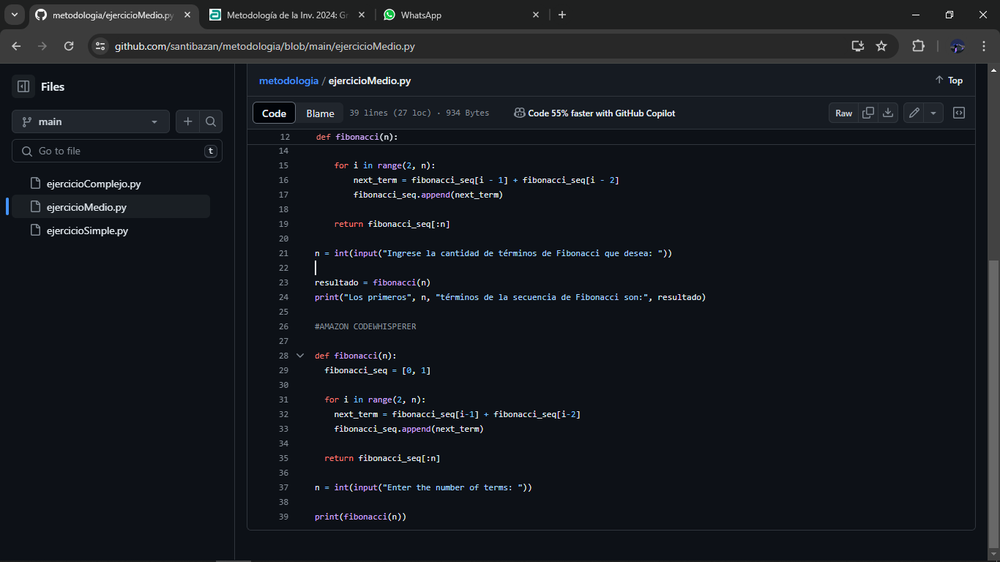 metodologia/ejercicioMedio.py
Metodología de la Inv. 2024: Gr
WhatsApp
github.com/santibazan/metodologia/blob/main/ejercicioMedio.py
Files
main
Go to file
t
ejercicioComplejo.py
ejercicioMedio.py
ejercicioSimple.py
metodologia / ejercicioMedio.py
Top
Code
Blame
39 lines (27 loc) · 934 Bytes
Code 55% faster with GitHub Copilot
Raw
12 def fibonacci(n):
14
15 for i in range(2, n):
16 next_term = fibonacci_seq[i - 1] + fibonacci_seq[i - 2]
17 fibonacci_seq.append(next_term)
18
19 return fibonacci_seq[:n]
20
21 n = int(input("Ingrese la cantidad de términos de Fibonacci que desea: "))
22
23 resultado = fibonacci(n)
24 print("Los primeros", n, "términos de la secuencia de Fibonacci son:", resultado)
25
26 #AMAZON CODEWHISPERER
27
28 def fibonacci(n):
29 fibonacci_seq = [0, 1]
30
31 for i in range(2, n):
32 next_term = fibonacci_seq[i-1] + fibonacci_seq[i-2]
33 fibonacci_seq.append(next_term)
34
35 return fibonacci_seq[:n]
36
37 n = int(input("Enter the number of terms: "))
38
39 print(fibonacci(n))